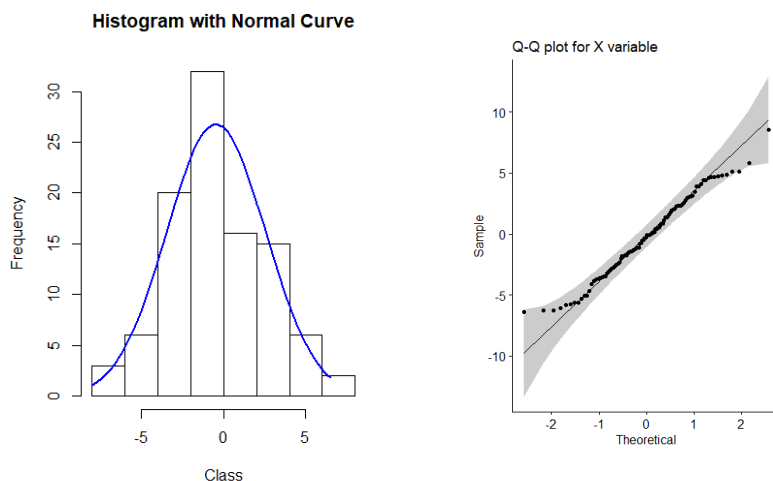 Histogram with Normal Curve
Frequency
0 5 10 15 20 25 30
-5 0 5
Class
Q-Q plot for X variable
Sample
10
5
0
-5
-10
-2 -1 0 1 2
Theoretical